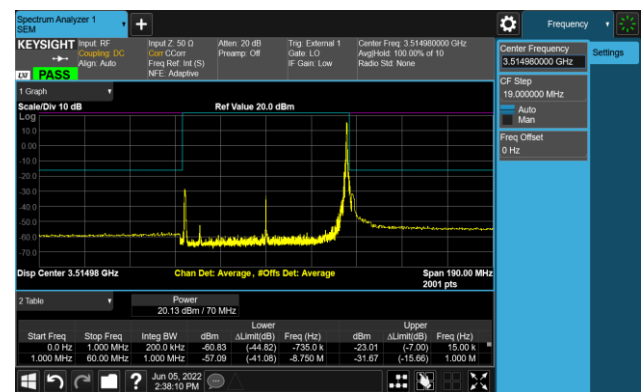 Spectrum Analyzer 1
SEM
Frequency
KEYSIGHT Input: RF Input Z: 50 Ω Atten: 20 dB Trig: External 1 Center Freq: 3.514980000 GHz
Coupling: DC Corr CCorr Preamp: Off Gate: LO Avg|Hold: 100.00% of 10
Align: Auto Freq Ref: Int (S) IF Gain: Low Radio Std: None
NFE: Adaptive
LXI PASS
Center Frequency
3.514980000 GHz
Settings
CF Step
19.000000 MHz
Auto
Man
Freq Offset
0 Hz
1 Graph
Scale/Div 10 dB Ref Value 20.0 dBm
Log
10.0
0.00
-10.0
-20.0
-30.0
-40.0
-50.0
-60.0
-70.0
Disp Center 3.51498 GHz Chan Det: Average, #Offs Det: Average Span 190.00 MHz
2001 pts
2 Table Power
20.13 dBm / 70 MHz
Lower Upper
Start Freq Stop Freq Integ BW dBm ΔLimit(dB) Freq (Hz) dBm ΔLimit(dB) Freq (Hz)
0.0 Hz 1.000 MHz 200.0 kHz -60.83 (-44.82) -735.0 k -23.01 (-7.00) 15.00 k
1.000 MHz 60.00 MHz 1.000 MHz -57.09 (-41.08) -8.750 M -31.67 (-15.66) 1.000 M
? Jun 05, 2022
2:38:10 PM